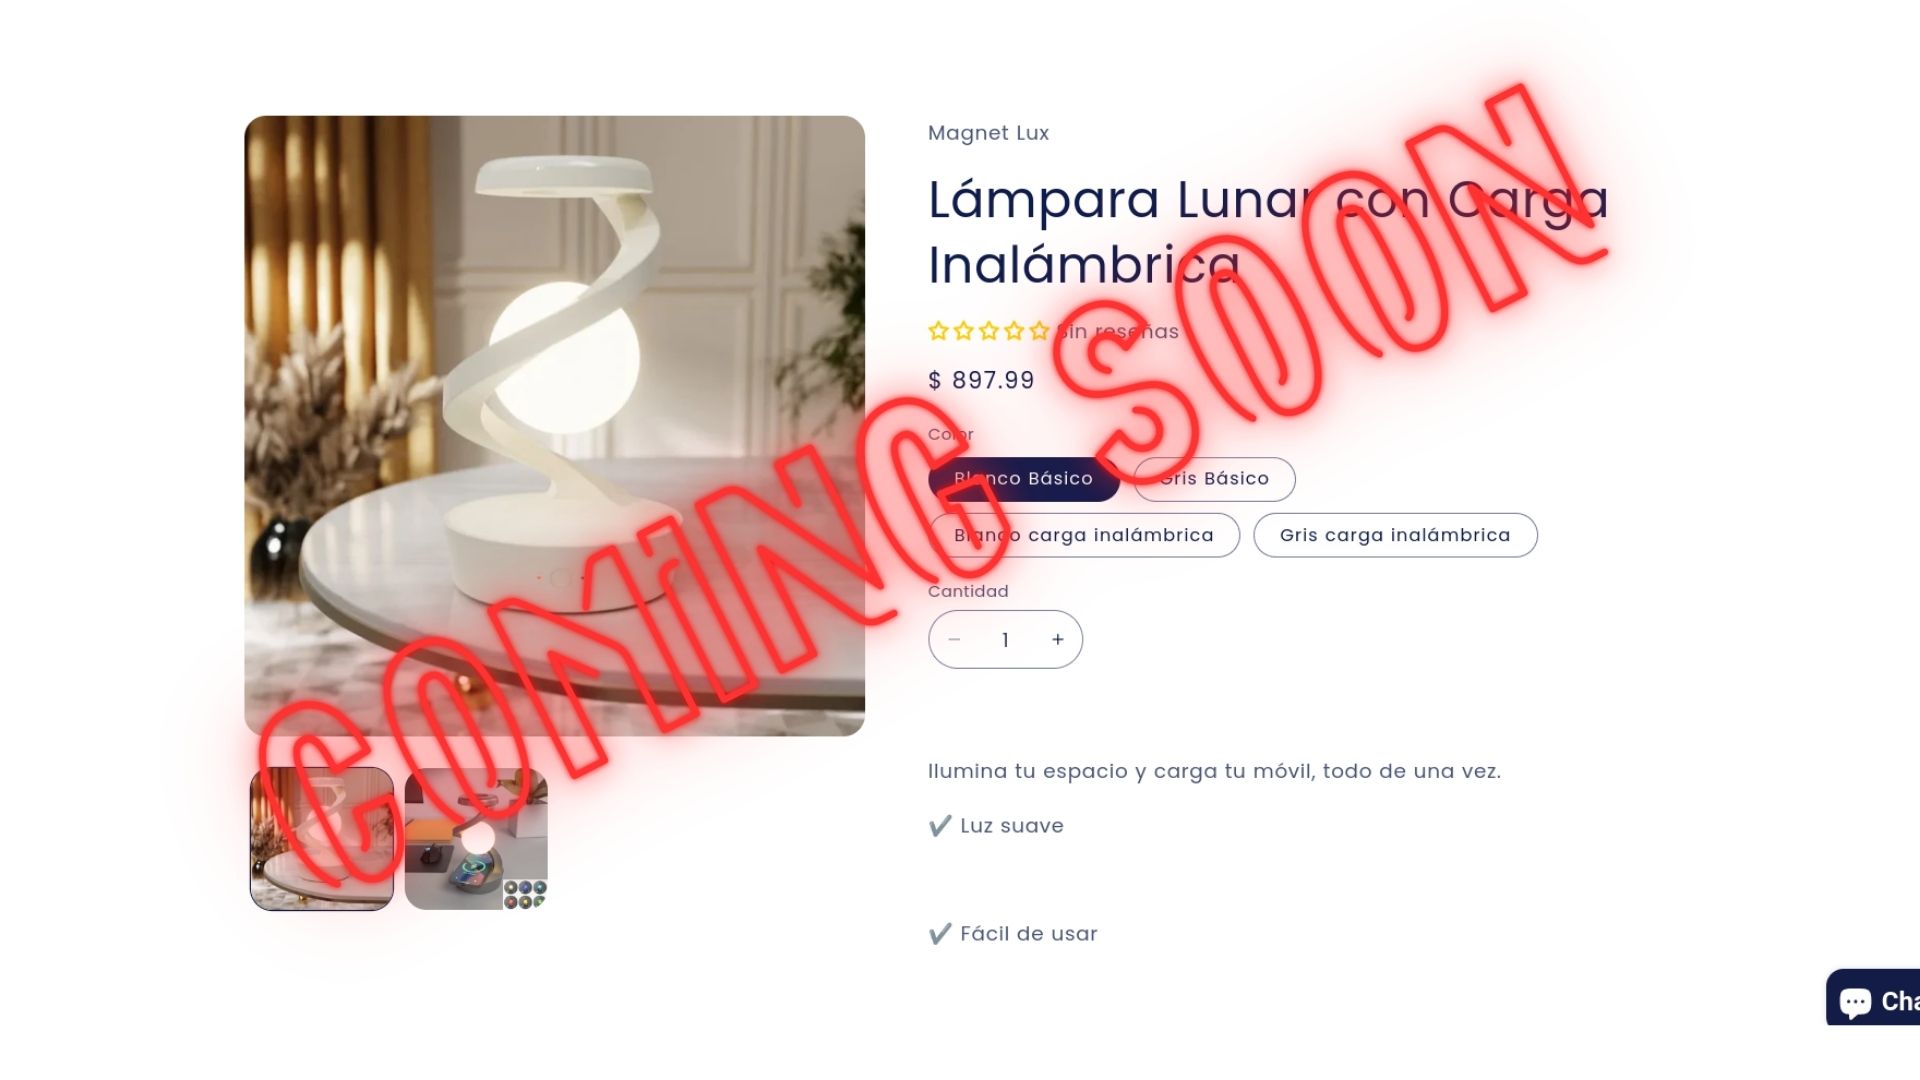 Magnet Lux
Lámpara Lunar con Carga
Inalámbrica
Sin reseñas
$ 897.99
Color
Blanco Básico
Gris Básico
Blanco carga inalámbrica
Gris carga inalámbrica
Cantidad
− 1 +
Ilumina tu espacio y carga tu móvil, todo de una vez.
✔ Luz suave
✔ Fácil de usar
COMING SOON
Cha